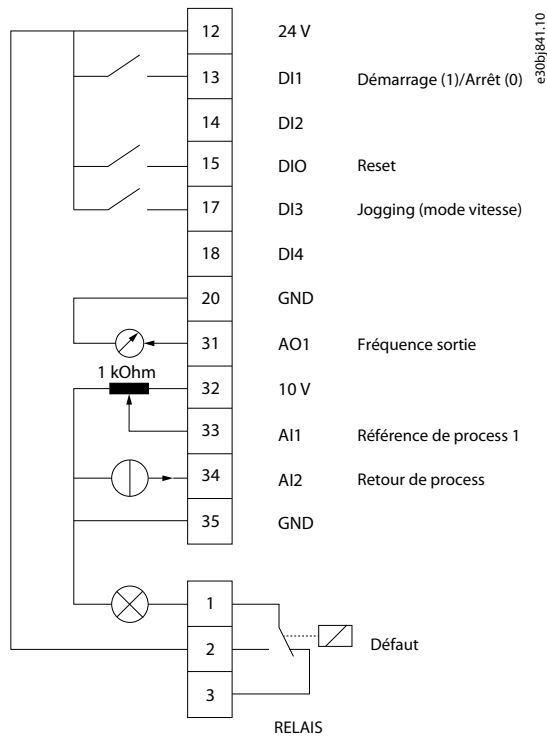 12 24 V
13 DI1 Démarrage (1)/Arrêt (0)
14 DI2
15 DIO Reset
17 DI3 Jogging (mode vitesse)
18 DI4
20 GND
31 AO1 Fréquence sortie
1 kOhm
32 10 V
33 AI1 Référence de process 1
34 AI2 Retour de process
35 GND
1
2
Défaut
3
RELAIS
e30bj841.10